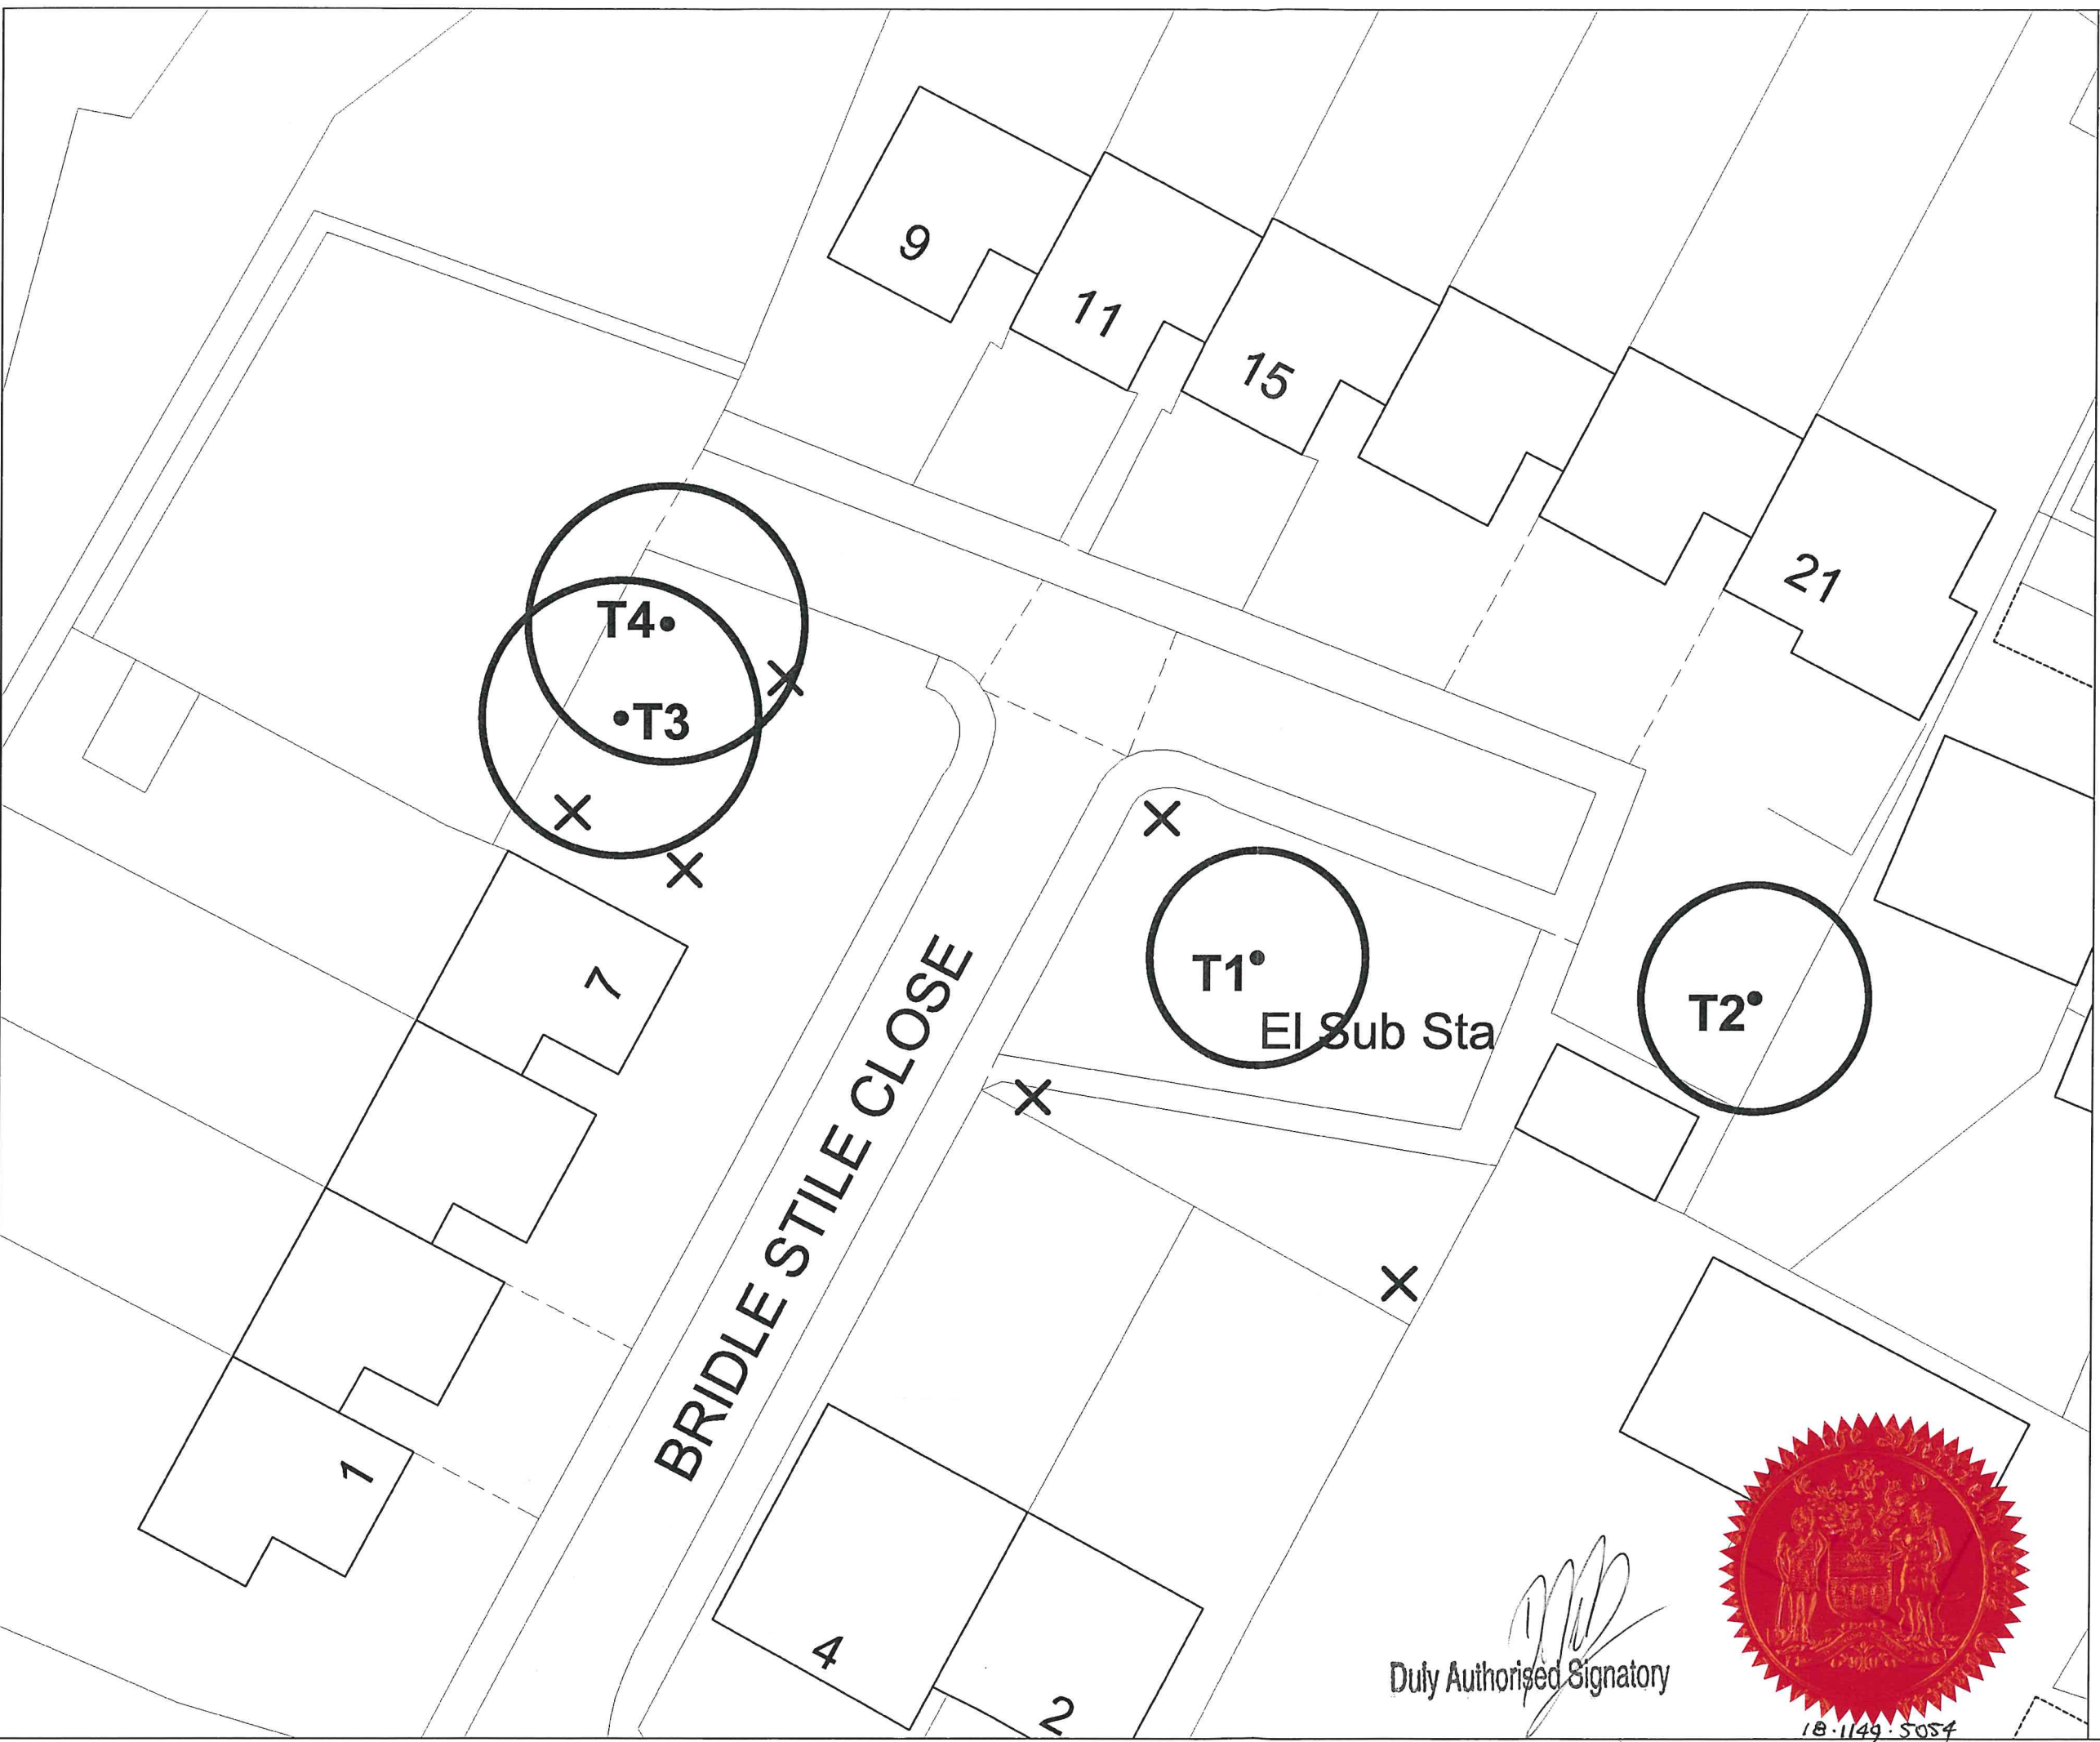 9
11
15
21
T4
T3
7
T1
El Sub Sta
T2
BRIDLE STILE CLOSE
1
4
2
Duly Authorised Signatory
18.1149.5054